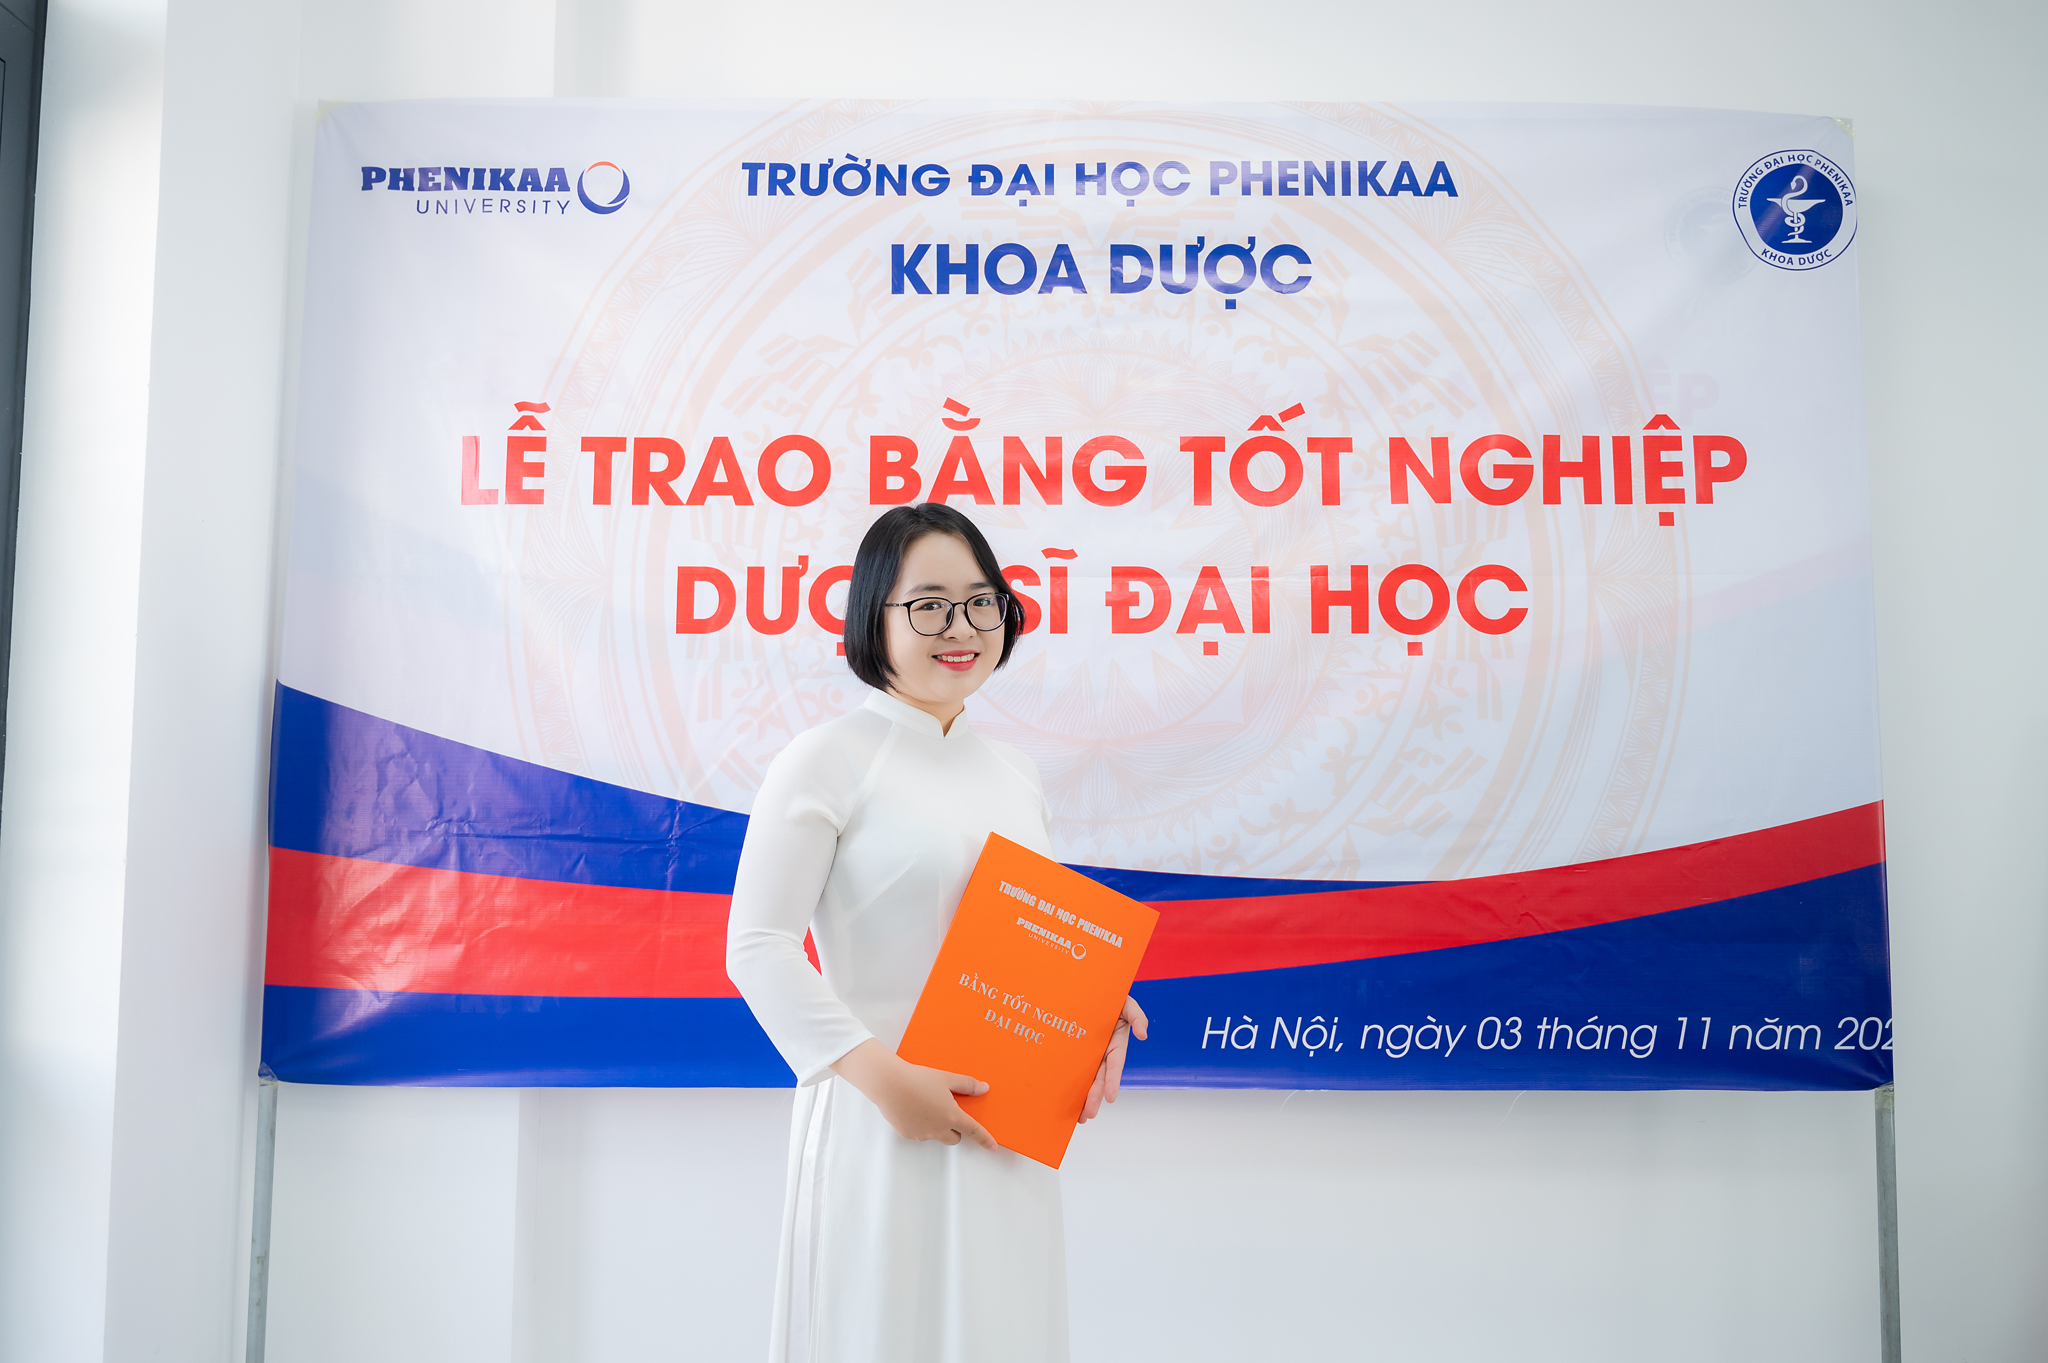 PHENIKAA
UNIVERSITY
TRƯỜNG ĐẠI HỌC PHENIKAA
KHOA DƯỢC
TRƯỜNG ĐẠI HỌC PHENIKAA
KHOA DƯỢC
LỄ TRAO BẰNG TỐT NGHIỆP
SĨ ĐẠI HỌC
TRƯỜNG ĐẠI HỌC PHENIKAA
PHENIKAA
UNIVERSITY
BẰNG TỐT NGHIỆP
ĐẠI HỌC
Hà Nội, ngày 03 tháng 11 năm